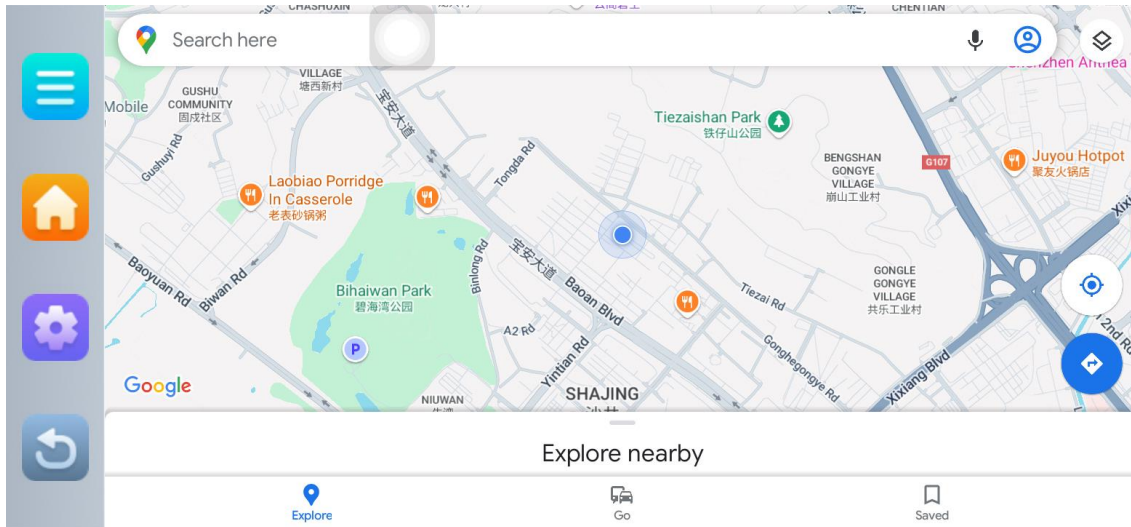 CHASHUXIN
CHENTIAN
Search here
VILLAGE
塘西新村
GUSHU
COMMUNITY
固戍社区
Mobile
宝安大道
Tiezaishan Park
铁仔山公园
Gushuyi Rd
Tongda Rd
BENGSHAN
GONGYE
VILLAGE
崩山工业村
G107
Juyou Hotpot
聚友火锅店
Laobiao Porridge
In Casserole
老表砂锅粥
Baoyuan Rd
Biwan Rd
Binlong Rd
宝安大道
Baoan Blvd
Bihaiwan Park
碧海湾公园
P
A2 Rd
Yintian Rd
Tiezai Rd
GONGLE
GONGYE
VILLAGE
共乐工业村
Gonghegongye Rd
Xixiang Blvd
Google
NIUWAN
SHAJING
Explore nearby
Explore
Go
Saved